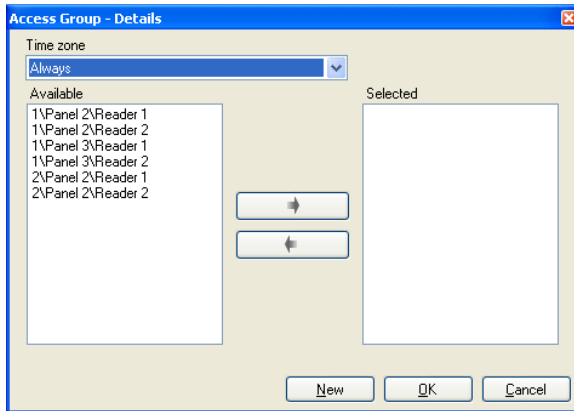 Access Group - Details
Time zone
Always
Available
Selected
1\Panel 2\Reader 1
1\Panel 2\Reader 2
1\Panel 3\Reader 1
1\Panel 3\Reader 2
2\Panel 2\Reader 1
2\Panel 2\Reader 2
New
OK
Cancel